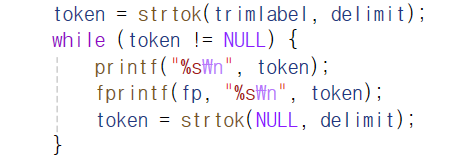 token = strtok(trimlabel, delimit);
while (token != NULL) {
    printf("%s₩n", token);
    fprintf(fp, "%s₩n", token);
    token = strtok(NULL, delimit);
}